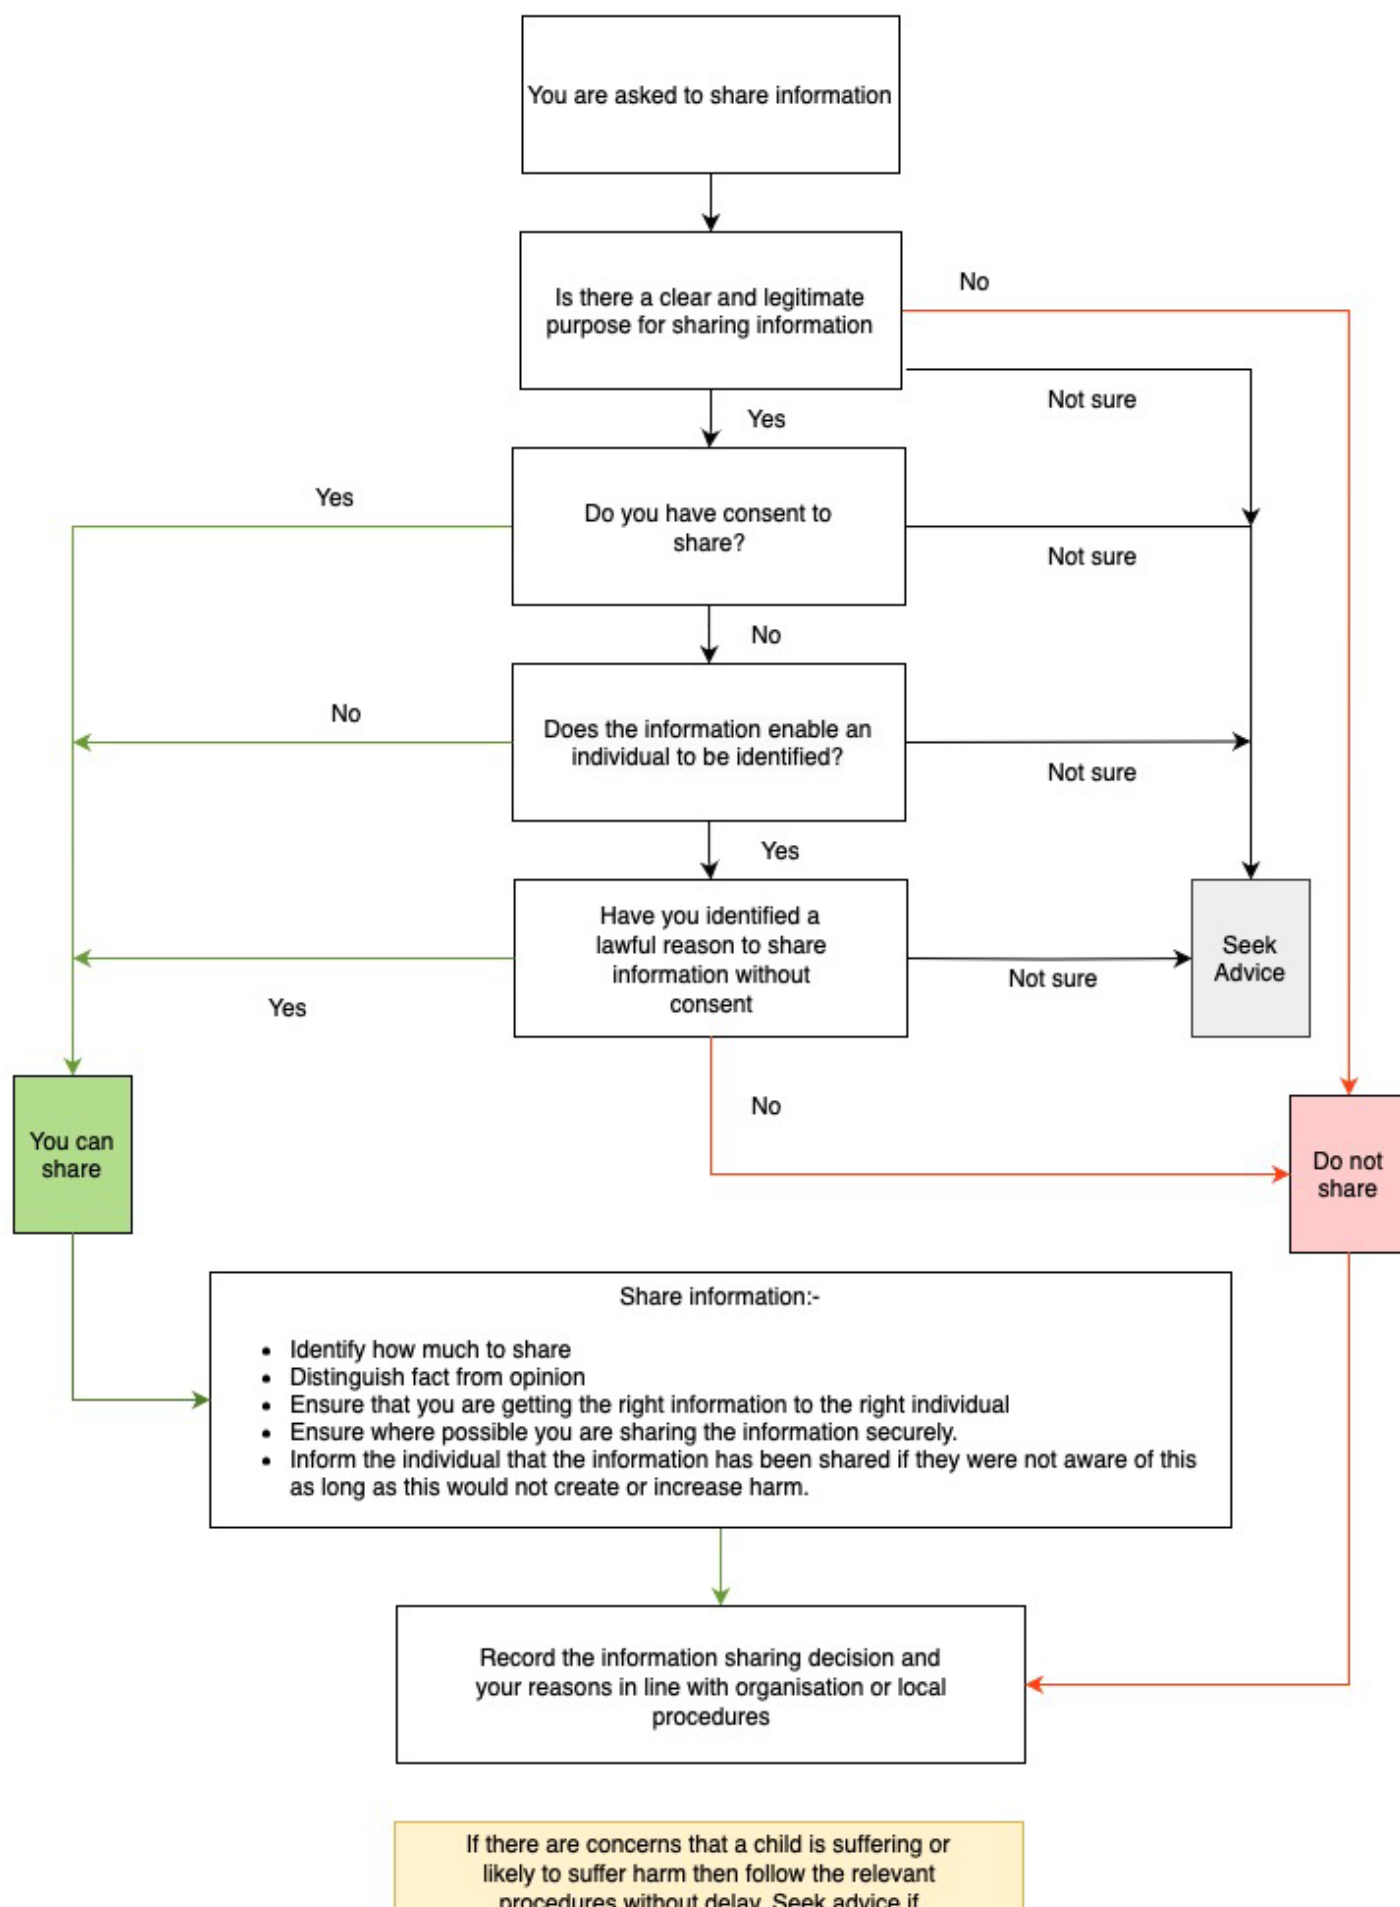 You are asked to share information
Is there a clear and legitimate
purpose for sharing information
No
Not sure
Yes
Yes
Do you have consent to
share?
Not sure
No
No
Does the information enable an
individual to be identified?
Not sure
Yes
Have you identified a
lawful reason to share
information without
consent
Yes
Not sure
Seek
Advice
No
You can
share
Do not
share
Share information:-
• Identify how much to share
• Distinguish fact from opinion
• Ensure that you are getting the right information to the right individual
• Ensure where possible you are sharing the information securely.
• Inform the individual that the information has been shared if they were not aware of this
as long as this would not create or increase harm.
Record the information sharing decision and
your reasons in line with organisation or local
procedures
If there are concerns that a child is suffering or
likely to suffer harm then follow the relevant
procedures without delay. Seek advice if